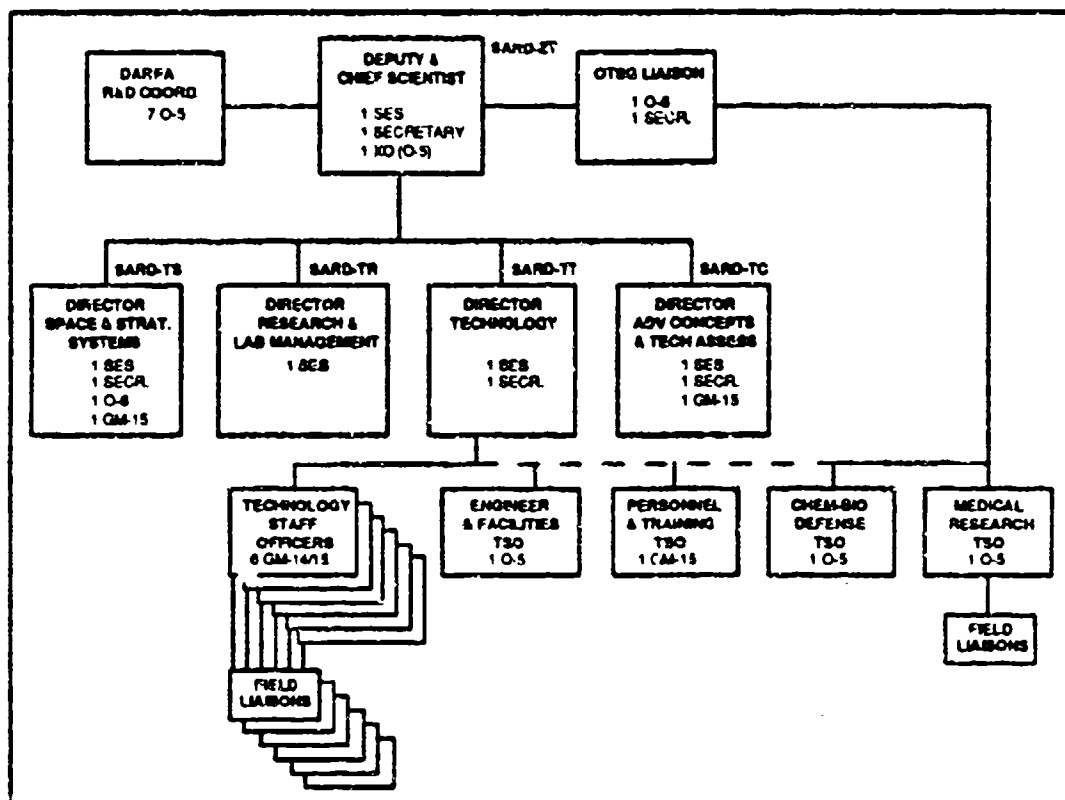 SARD-ZT
DARPA
R&D COORD.
7 O-5
DEPUTY &
CHIEF SCIENTIST
1 SES
1 SECRETARY
1 XO (O-5)
OTSG LIAISON
1 O-6
1 SECR.
SARD-TS
DIRECTOR
SPACE & STRAT.
SYSTEMS
1 SES
1 SECR.
1 O-6
1 GM-15
SARD-TR
DIRECTOR
RESEARCH &
LAB MANAGEMENT
1 SES
SARD-TT
DIRECTOR
TECHNOLOGY
1 SES
1 SECR.
SARD-TC
DIRECTOR
ADV CONCEPTS
& TECH ASSESS
1 SES
1 SECR.
1 GM-15
TECHNOLOGY
STAFF
OFFICERS
6 GM-14/15
ENGINEER
& FACILITIES
TSO
1 O-5
PERSONNEL
& TRAINING
TSO
1 GM-15
CHEM-BIO
DEFENSE
TSO
1 O-5
MEDICAL
RESEARCH
TSO
1 O-5
FIELD
LIAISONS
FIELD
LIAISONS